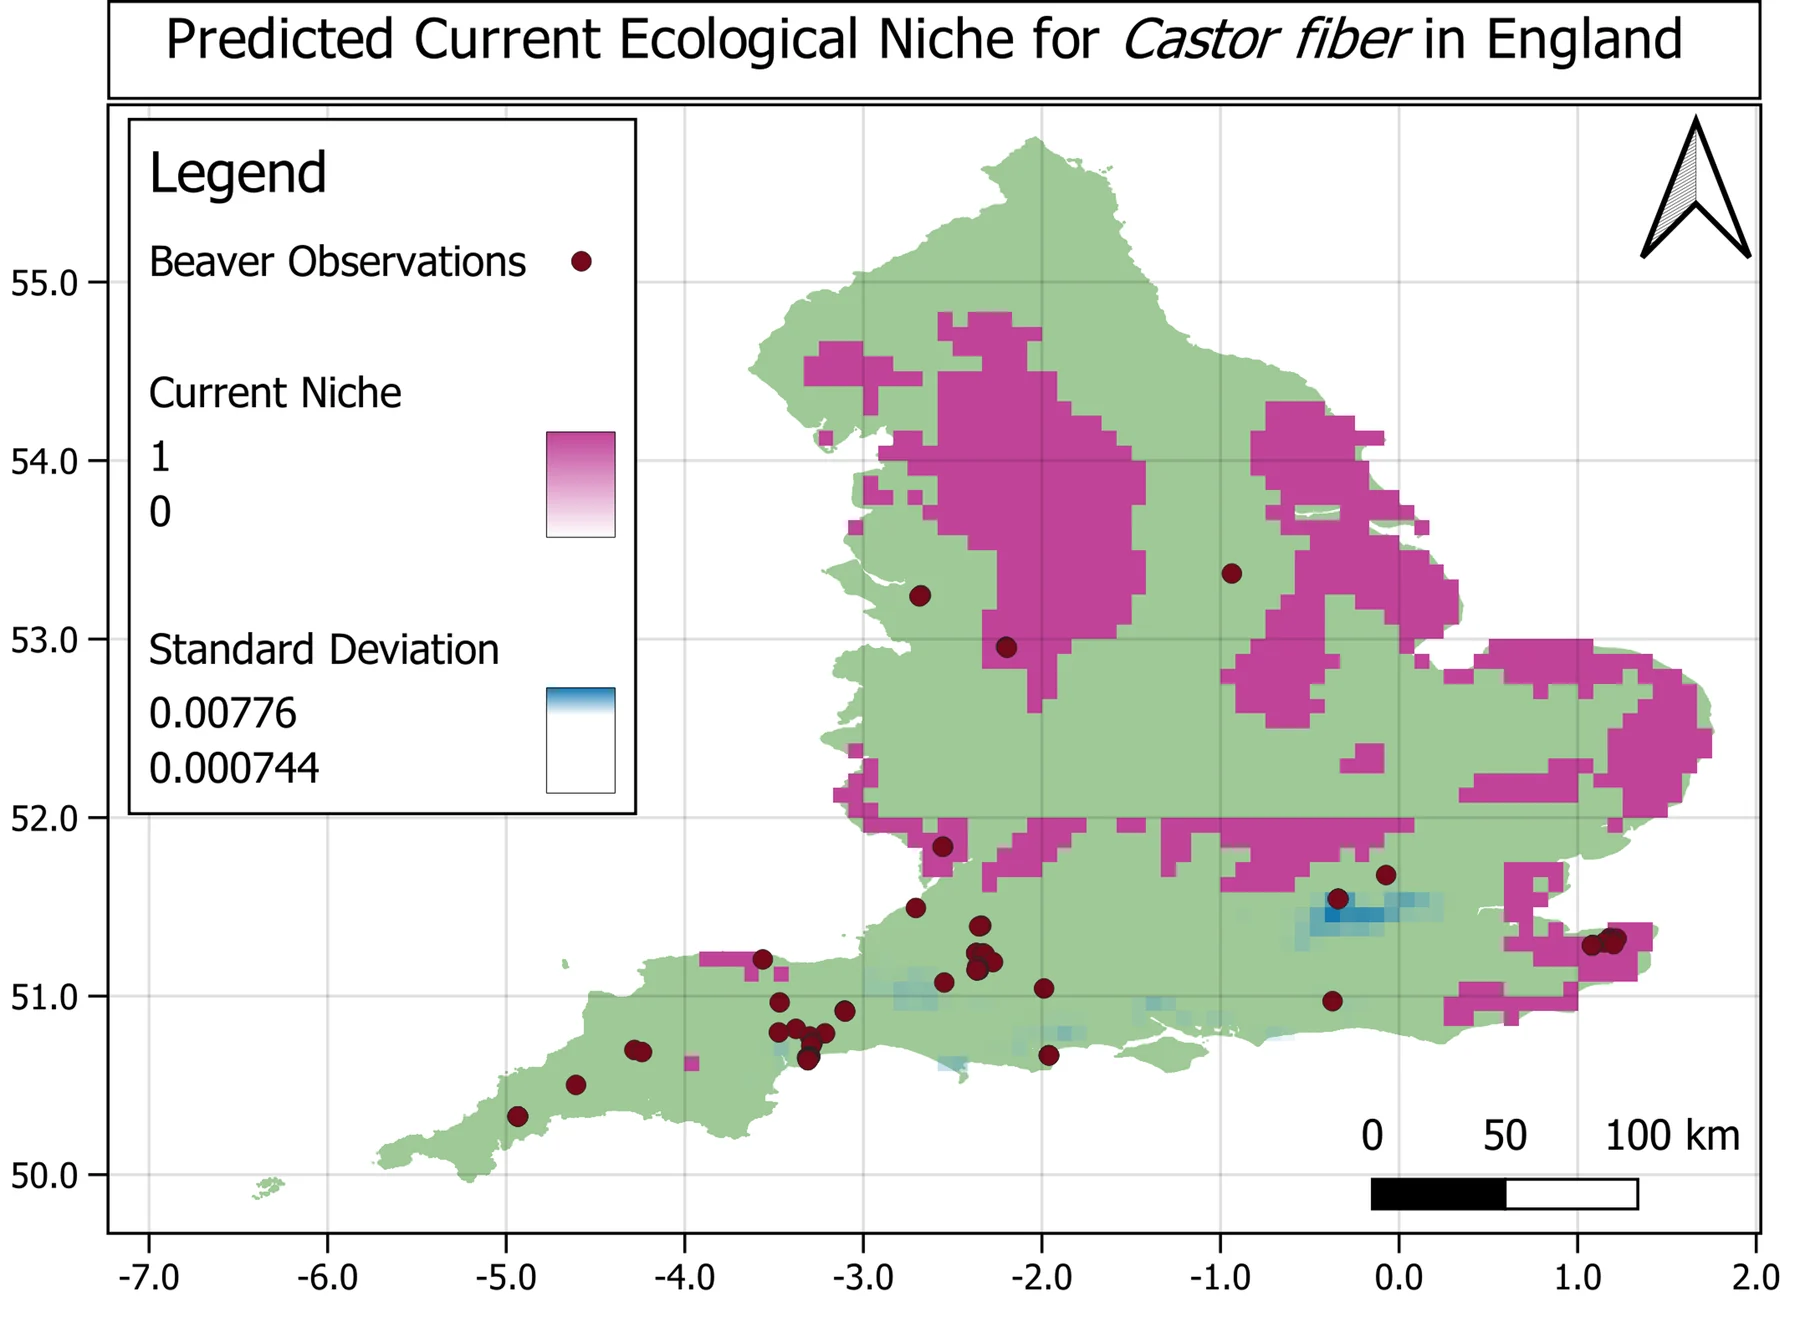 Predicted Current Ecological Niche for Castor fiber in England
Legend
Beaver Observations
Current Niche
1
0
Standard Deviation
0.00776
0.000744
55.0
54.0
53.0
52.0
51.0
50.0
0 50 100 km
-7.0 -6.0 -5.0 -4.0 -3.0 -2.0 -1.0 0.0 1.0 2.0